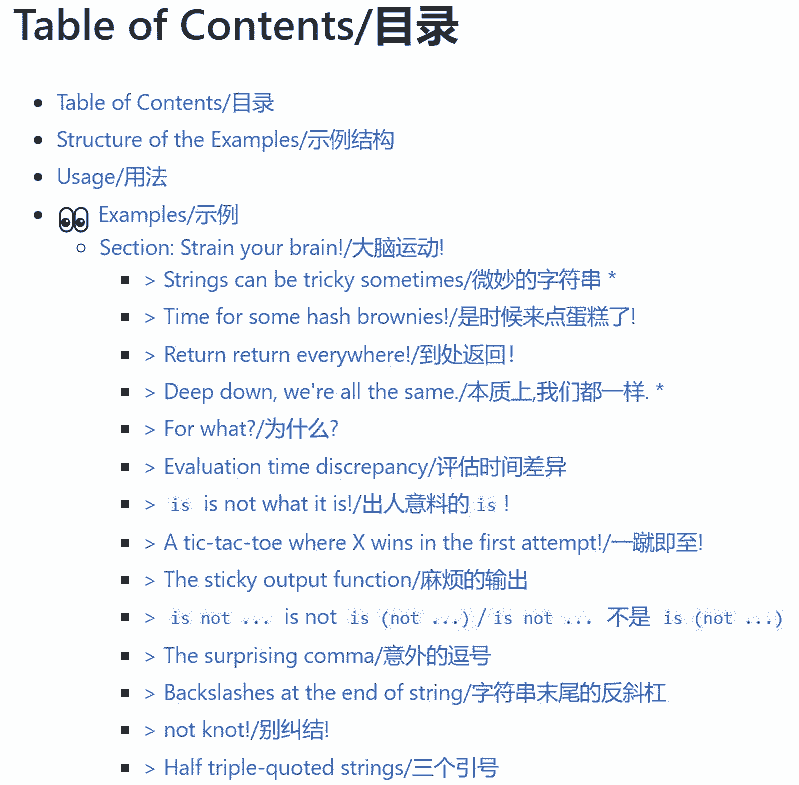 Table of Contents/目录
Table of Contents/目录
Structure of the Examples/示例结构
Usage/用法
👀 Examples/示例
Section: Strain your brain!/大脑运动!
> Strings can be tricky sometimes/微妙的字符串 *
> Time for some hash brownies!/是时候来点蛋糕了!
> Return return everywhere!/到处返回！
> Deep down, we're all the same./本质上,我们都一样. *
> For what?/为什么?
> Evaluation time discrepancy/评估时间差异
> is is not what it is!/出人意料的 is !
> A tic-tac-toe where X wins in the first attempt!/一蹴即至!
> The sticky output function/麻烦的输出
> is not ... is not is (not ...) / is not ... 不是 is (not ...)
> The surprising comma/意外的逗号
> Backslashes at the end of string/字符串末尾的反斜杠
> not knot!/别纠结!
> Half triple-quoted strings/三个引号